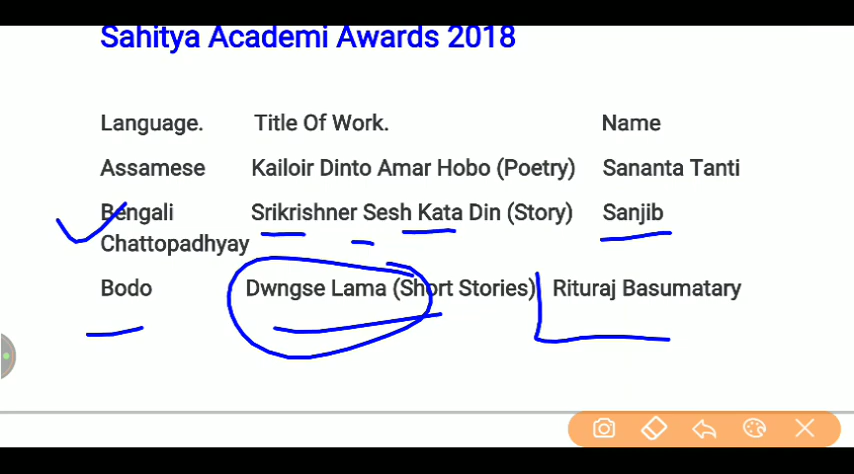 Sahitya Academi Awards 2018
Language. Title Of Work. Name
Assamese Kailoir Dinto Amar Hobo (Poetry) Sananta Tanti
Bengali Srikrishner Sesh Kata Din (Story) Sanjib
Chattopadhyay
Bodo Dwngse Lama (Short Stories) Rituraj Basumatary